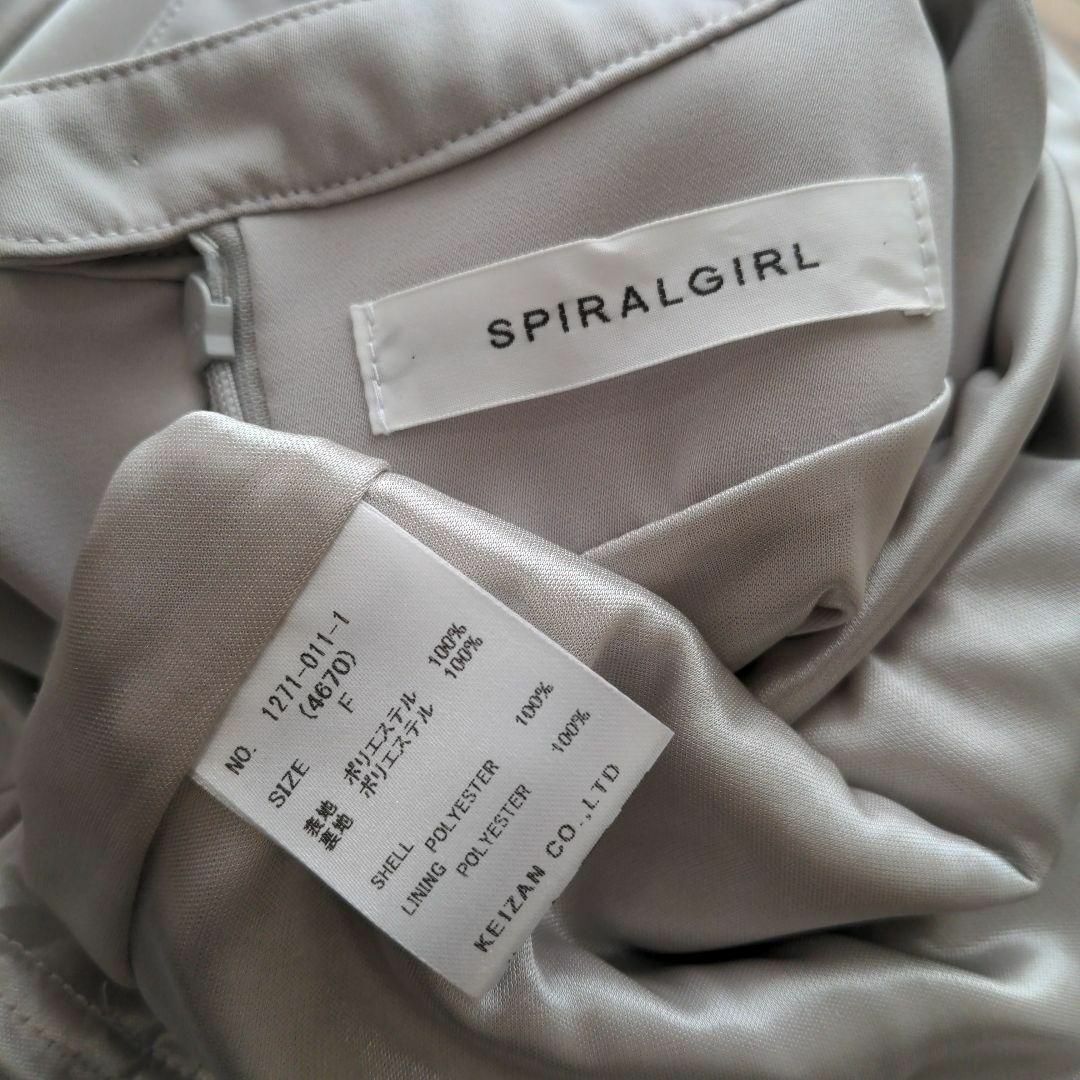 SPIRALGIRL
NO. 1271-011-1
(4670)
SIZE F
表地 ポリエステル 100%
裏地 ポリエステル 100%
SHELL POLYESTER 100%
LINING POLYESTER 100%
KEIZAN CO.,LTD